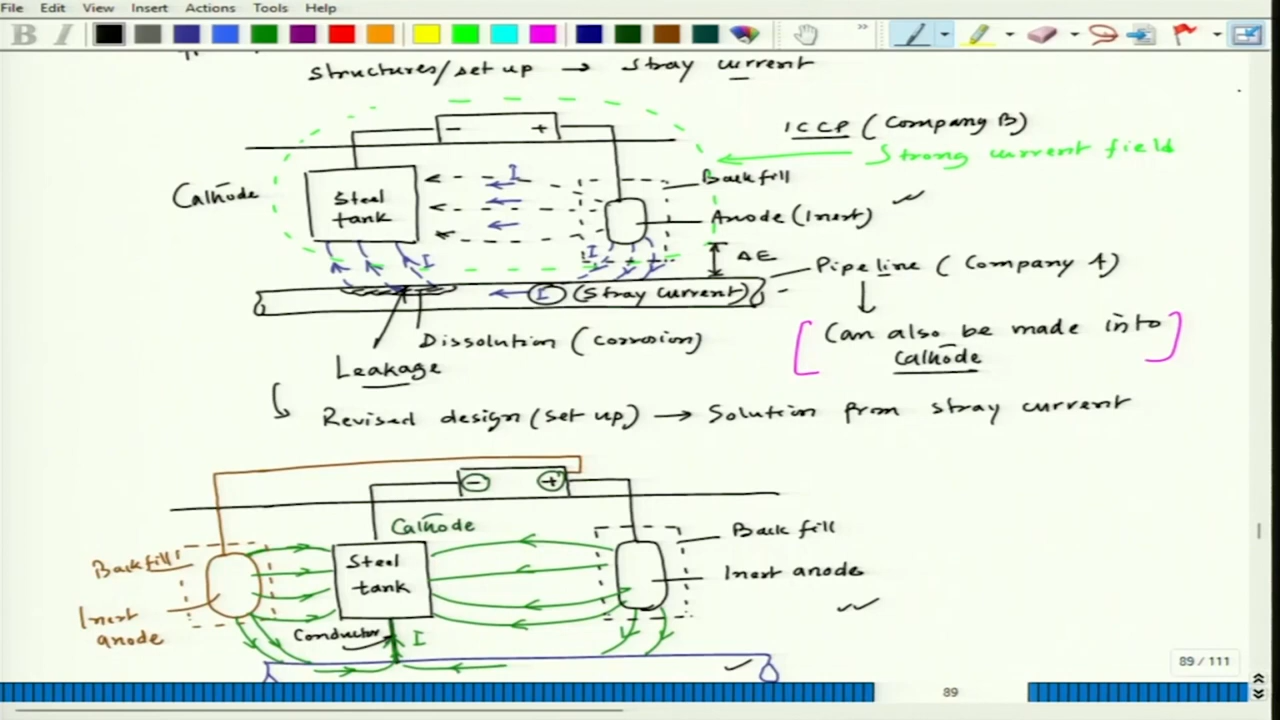 File Edit View Insert Actions Tools Help
B I
Structures/set up → Stray current
ICCP (Company B)
Strong current field
- +
Cathode
Steel tank
I
Backfill
Anode (Inert)
I
I
ΔE
Pipeline (Company A)
I (Stray current)
Dissolution (corrosion)
Leakage
[Can also be made into
Cathode]
Revised design (set up) → Solution from stray current
- +
Cathode
Backfill
Steel tank
Backfill
Inert anode
Inert anode
Conductor
I
89 / 111
89